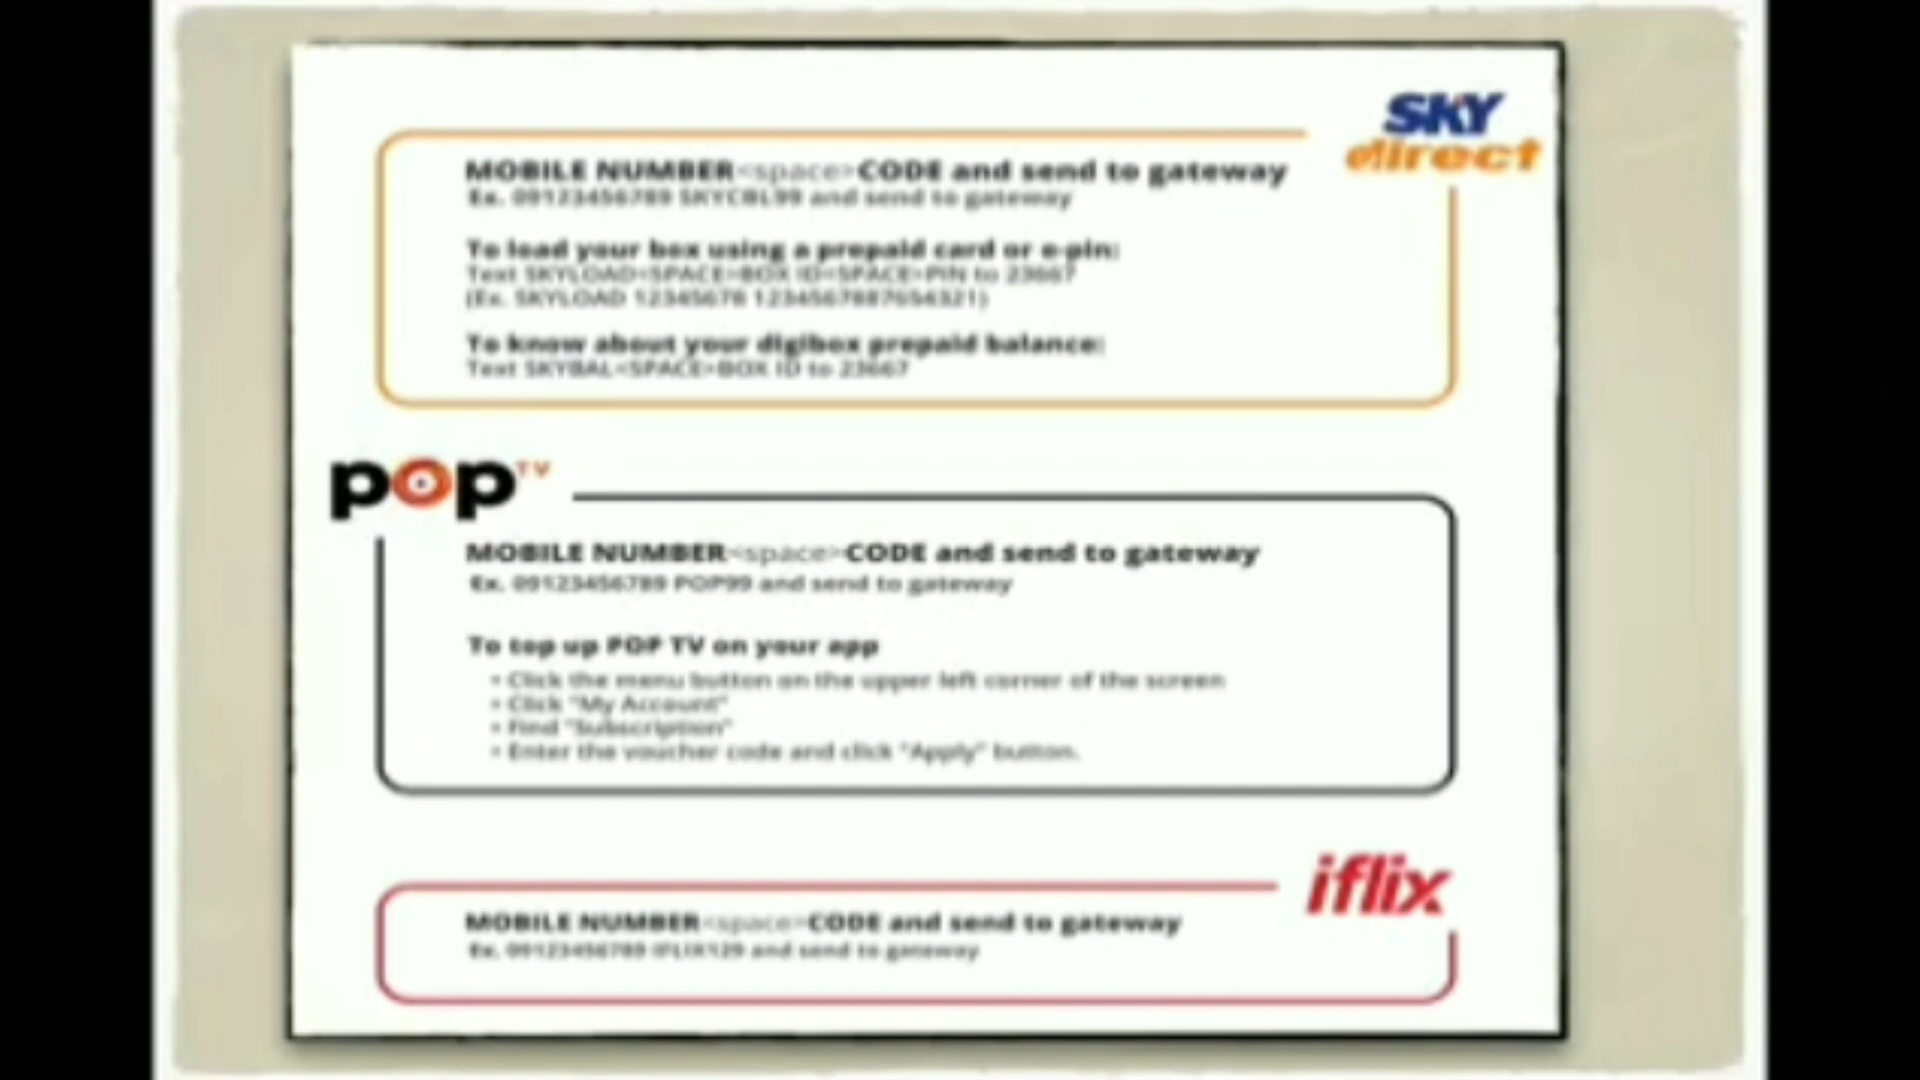 SKY
direct
MOBILE NUMBER<space>CODE and send to gateway
Ex. 09123456789 SKYCBL99 and send to gateway
To load your box using a prepaid card or e-pin:
Text SKYLOAD<SPACE>BOX ID<SPACE>PIN to 23667
(Ex. SKYLOAD 12345678 1234567887654321)
To know about your digibox prepaid balance:
Text SKYBAL<SPACE>BOX ID to 23667
pop TV
MOBILE NUMBER<space>CODE and send to gateway
Ex. 09123456789 POP99 and send to gateway
To top up POP TV on your app
• Click the menu button on the upper left corner of the screen
• Click "My Account"
• Find "Subscription"
• Enter the voucher code and click "Apply" button.
iflix
MOBILE NUMBER<space>CODE and send to gateway
Ex. 09123456789 IFLIX129 and send to gateway